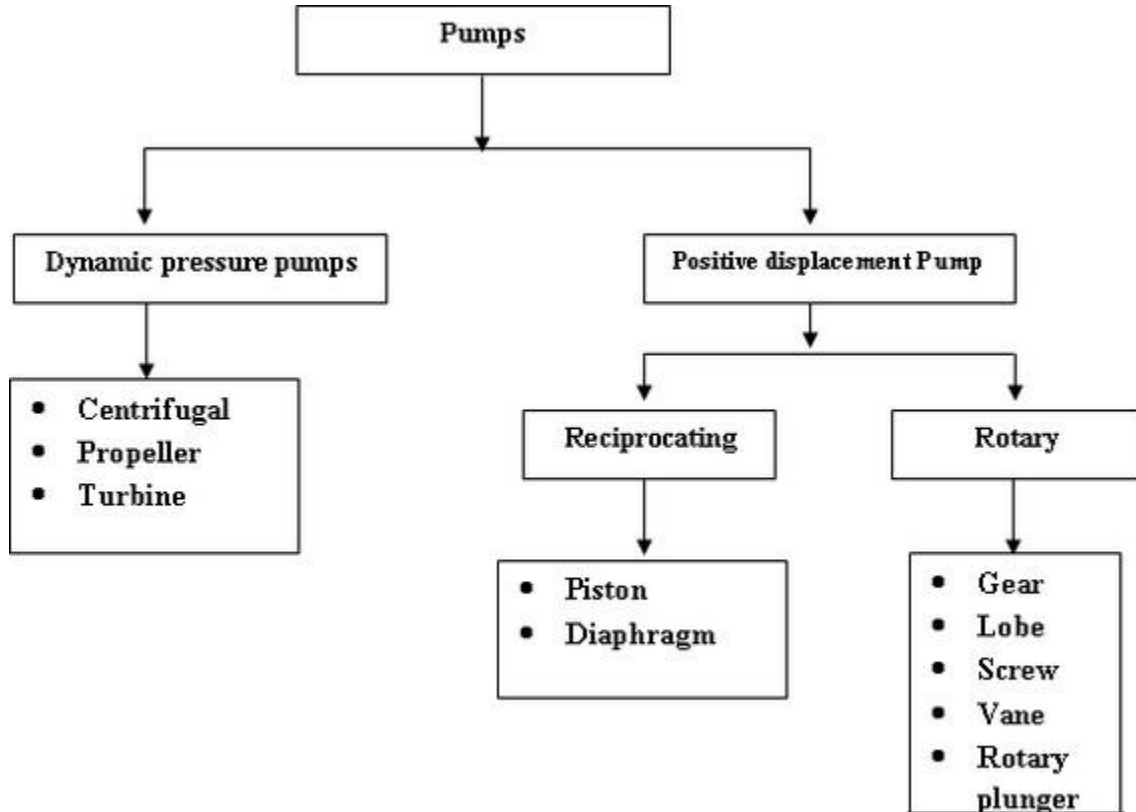 Pumps
Dynamic pressure pumps
Positive displacement Pump
• Centrifugal
• Propeller
• Turbine
Reciprocating
Rotary
• Piston
• Diaphragm
• Gear
• Lobe
• Screw
• Vane
• Rotary
plunger